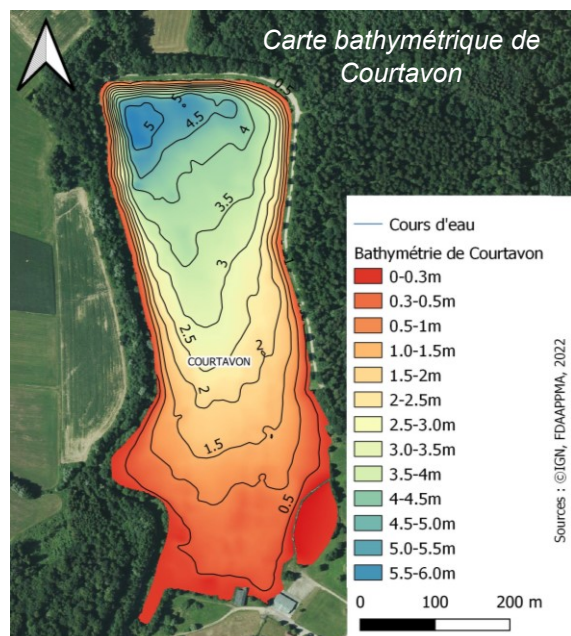 Carte bathymétrique de
Courtavon
0.5
5
5
4.5
4
3.5
3
2.5
2
COURTAVON
2
1.5
0.5
Cours d'eau
Bathymétrie de Courtavon
0-0.3m
0.3-0.5m
0.5-1m
1.0-1.5m
1.5-2m
2-2.5m
2.5-3.0m
3.0-3.5m
3.5-4m
4-4.5m
4.5-5.0m
5.0-5.5m
5.5-6.0m
0 100 200 m
Sources : ©IGN, FDAAPPMA, 2022